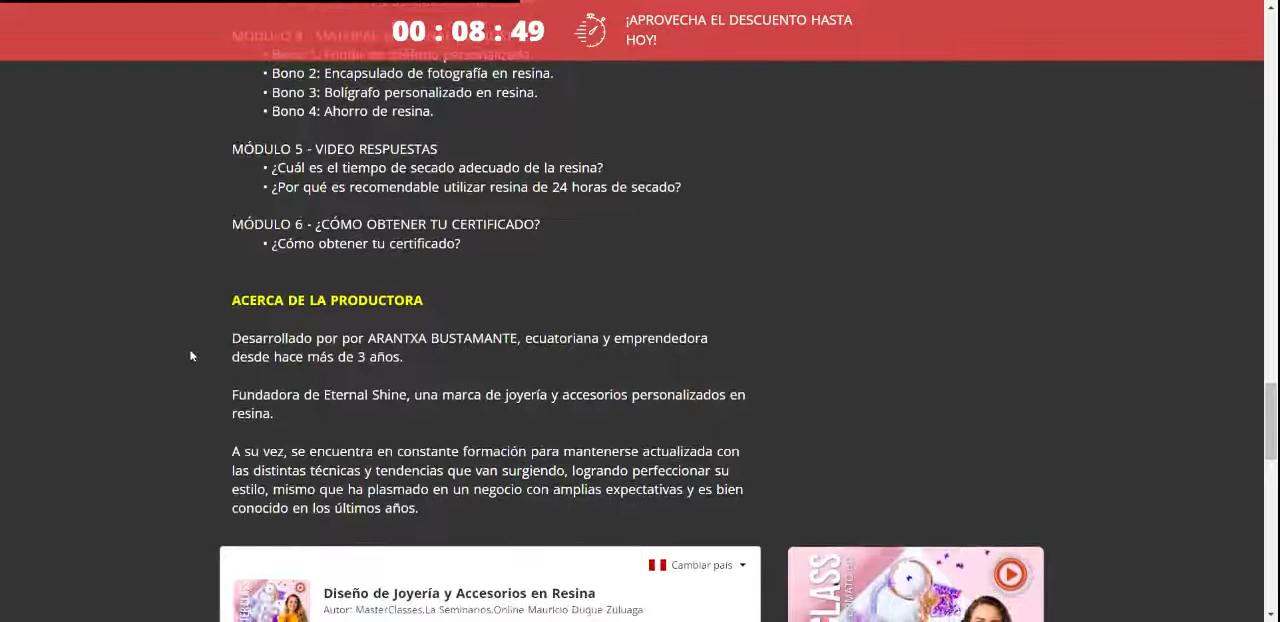 00 : 08 : 49
¡APROVECHA EL DESCUENTO HASTA
HOY!
MÓDULO 4 - MATERIAL
• Bono 2: Encapsulado de fotografía en resina.
• Bono 3: Bolígrafo personalizado en resina.
• Bono 4: Ahorro de resina.
MÓDULO 5 - VIDEO RESPUESTAS
• ¿Cuál es el tiempo de secado adecuado de la resina?
• ¿Por qué es recomendable utilizar resina de 24 horas de secado?
MÓDULO 6 - ¿CÓMO OBTENER TU CERTIFICADO?
• ¿Cómo obtener tu certificado?
ACERCA DE LA PRODUCTORA
Desarrollado por por ARANTXA BUSTAMANTE, ecuatoriana y emprendedora
desde hace más de 3 años.
Fundadora de Eternal Shine, una marca de joyería y accesorios personalizados en
resina.
A su vez, se encuentra en constante formación para mantenerse actualizada con
las distintas técnicas y tendencias que van surgiendo, logrando perfeccionar su
estilo, mismo que ha plasmado en un negocio con amplias expectativas y es bien
conocido en los últimos años.
Cambiar país
Diseño de Joyería y Accesorios en Resina
Autor: MasterClasses.La Seminarios.Online Mauricio Duque Zuluaga